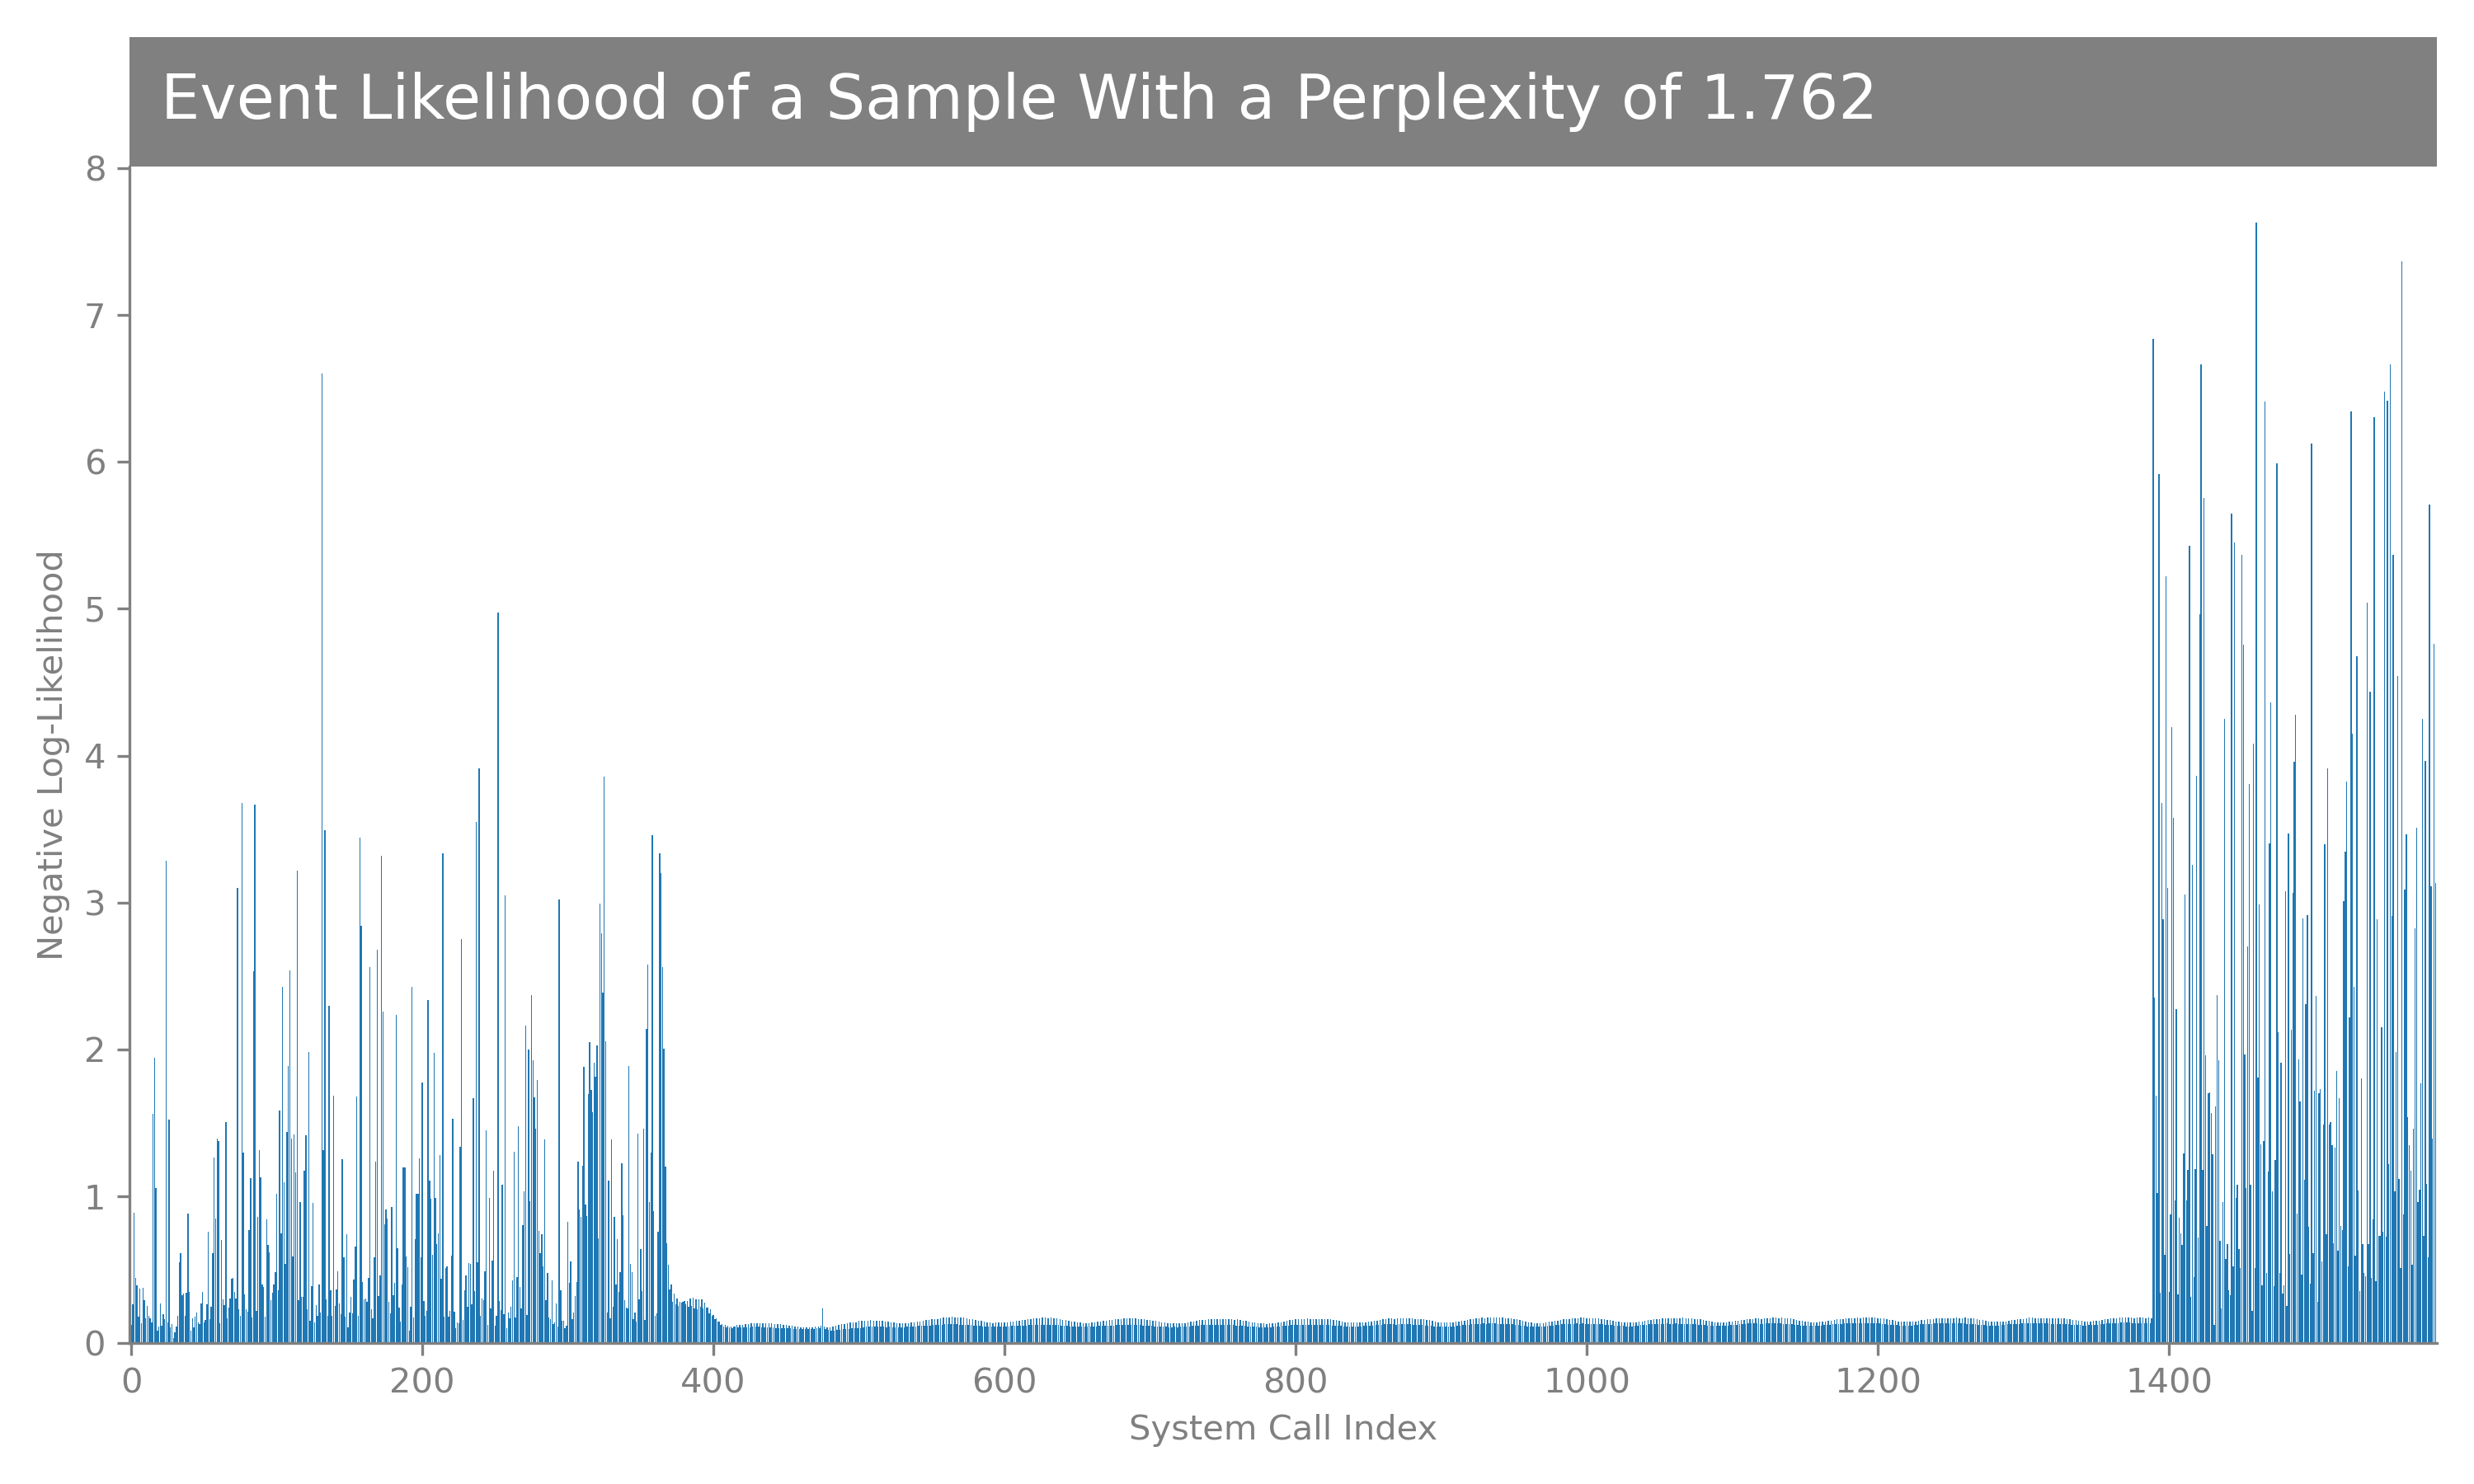 Event Likelihood of a Sample With a Perplexity of 1.762
8
7
6
5
4
3
2
1
0
Negative Log-Likelihood
0 200 400 600 800 1000 1200 1400
System Call Index